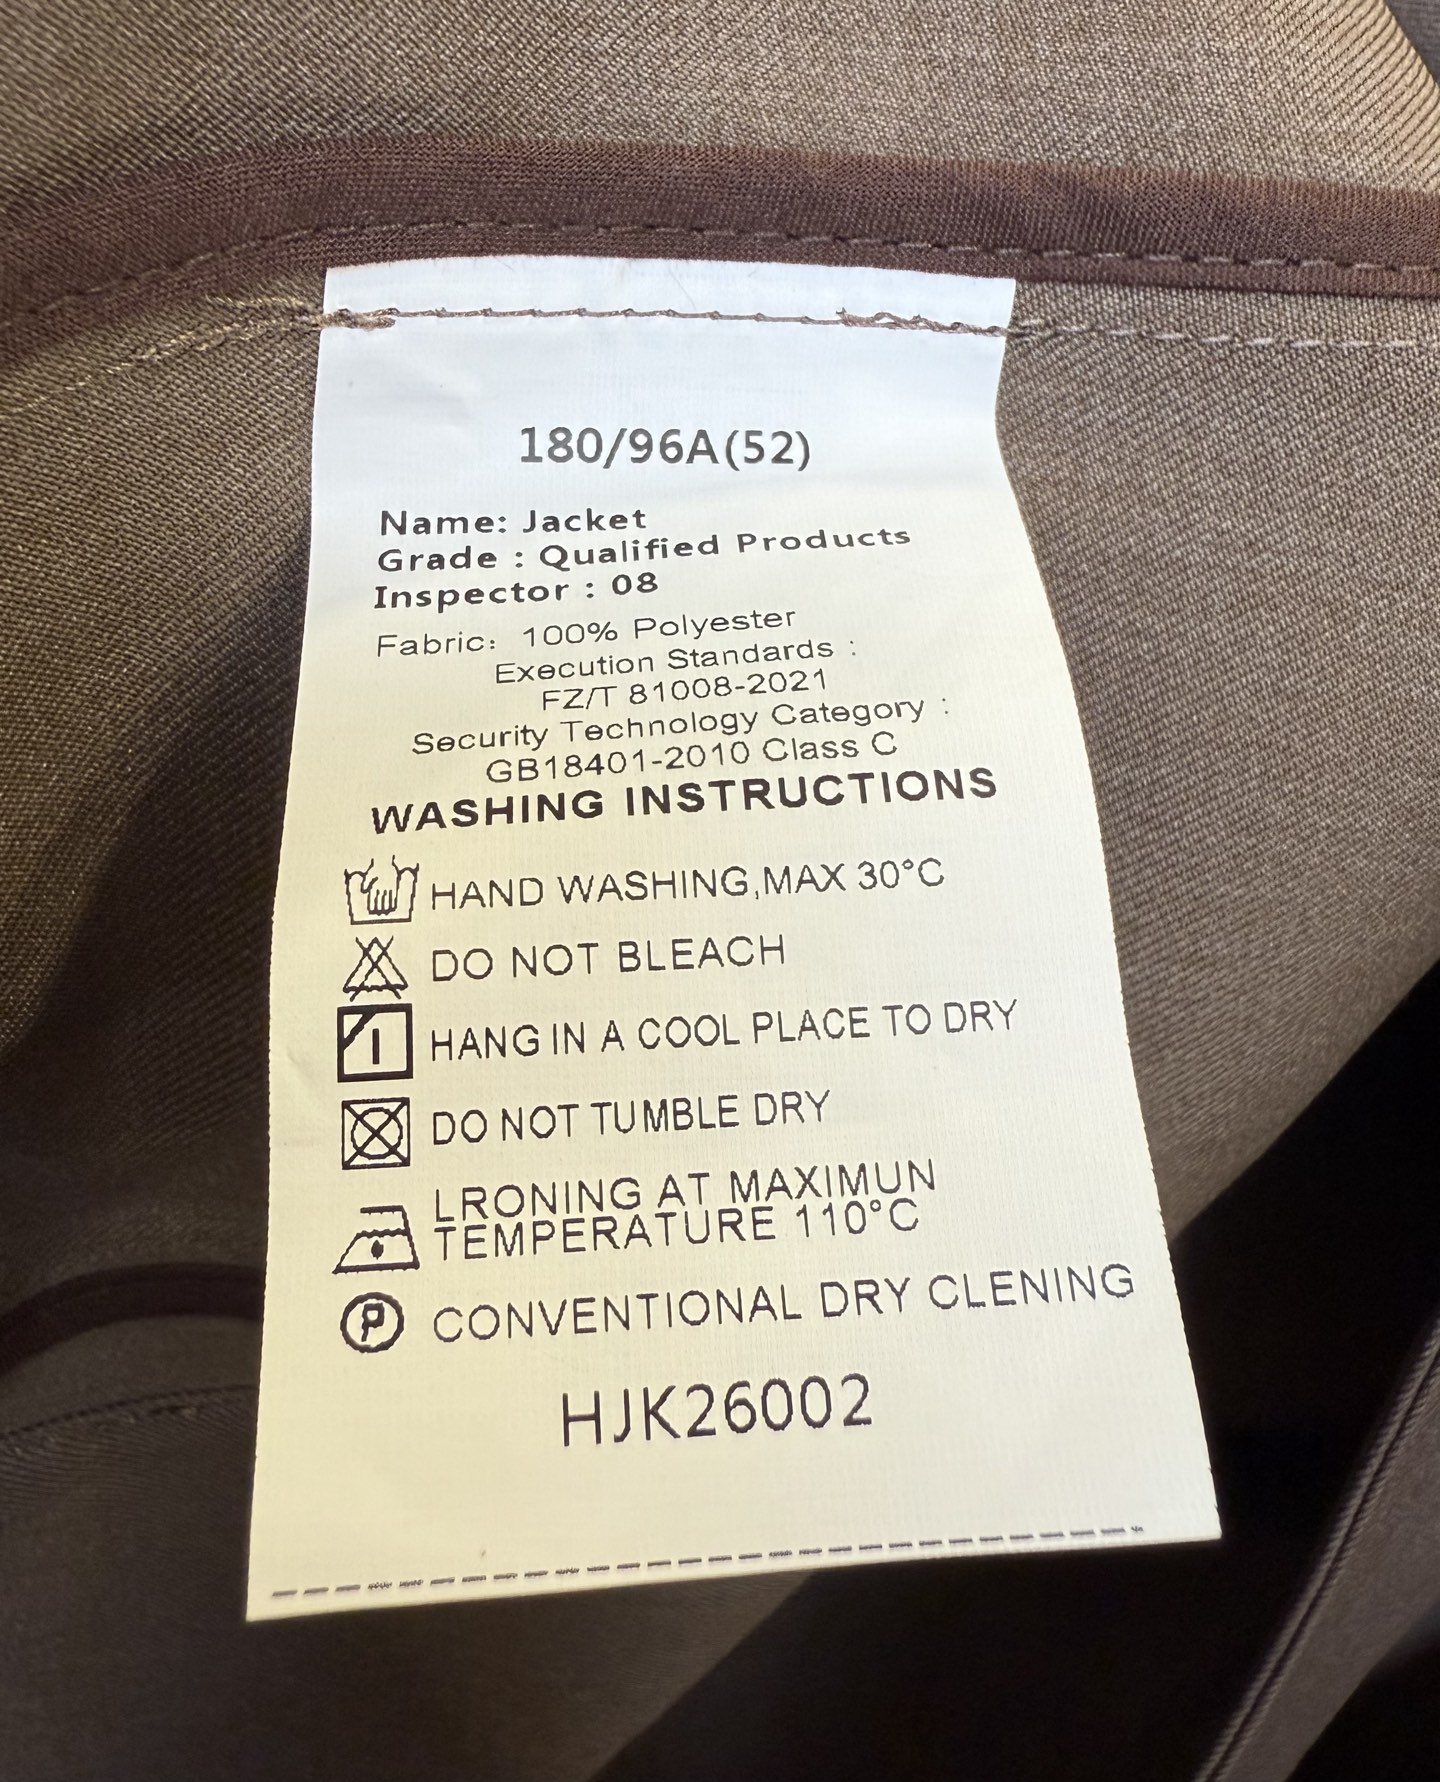 180/96A(52)
Name: Jacket
Grade : Qualified Products
Inspector : 08
Fabric: 100% Polyester
Execution Standards :
FZ/T 81008-2021
Security Technology Category :
GB18401-2010 Class C
WASHING INSTRUCTIONS
HAND WASHING,MAX 30°C
DO NOT BLEACH
HANG IN A COOL PLACE TO DRY
DO NOT TUMBLE DRY
LRONING AT MAXIMUN
TEMPERATURE 110°C
P CONVENTIONAL DRY CLENING
HJK26002